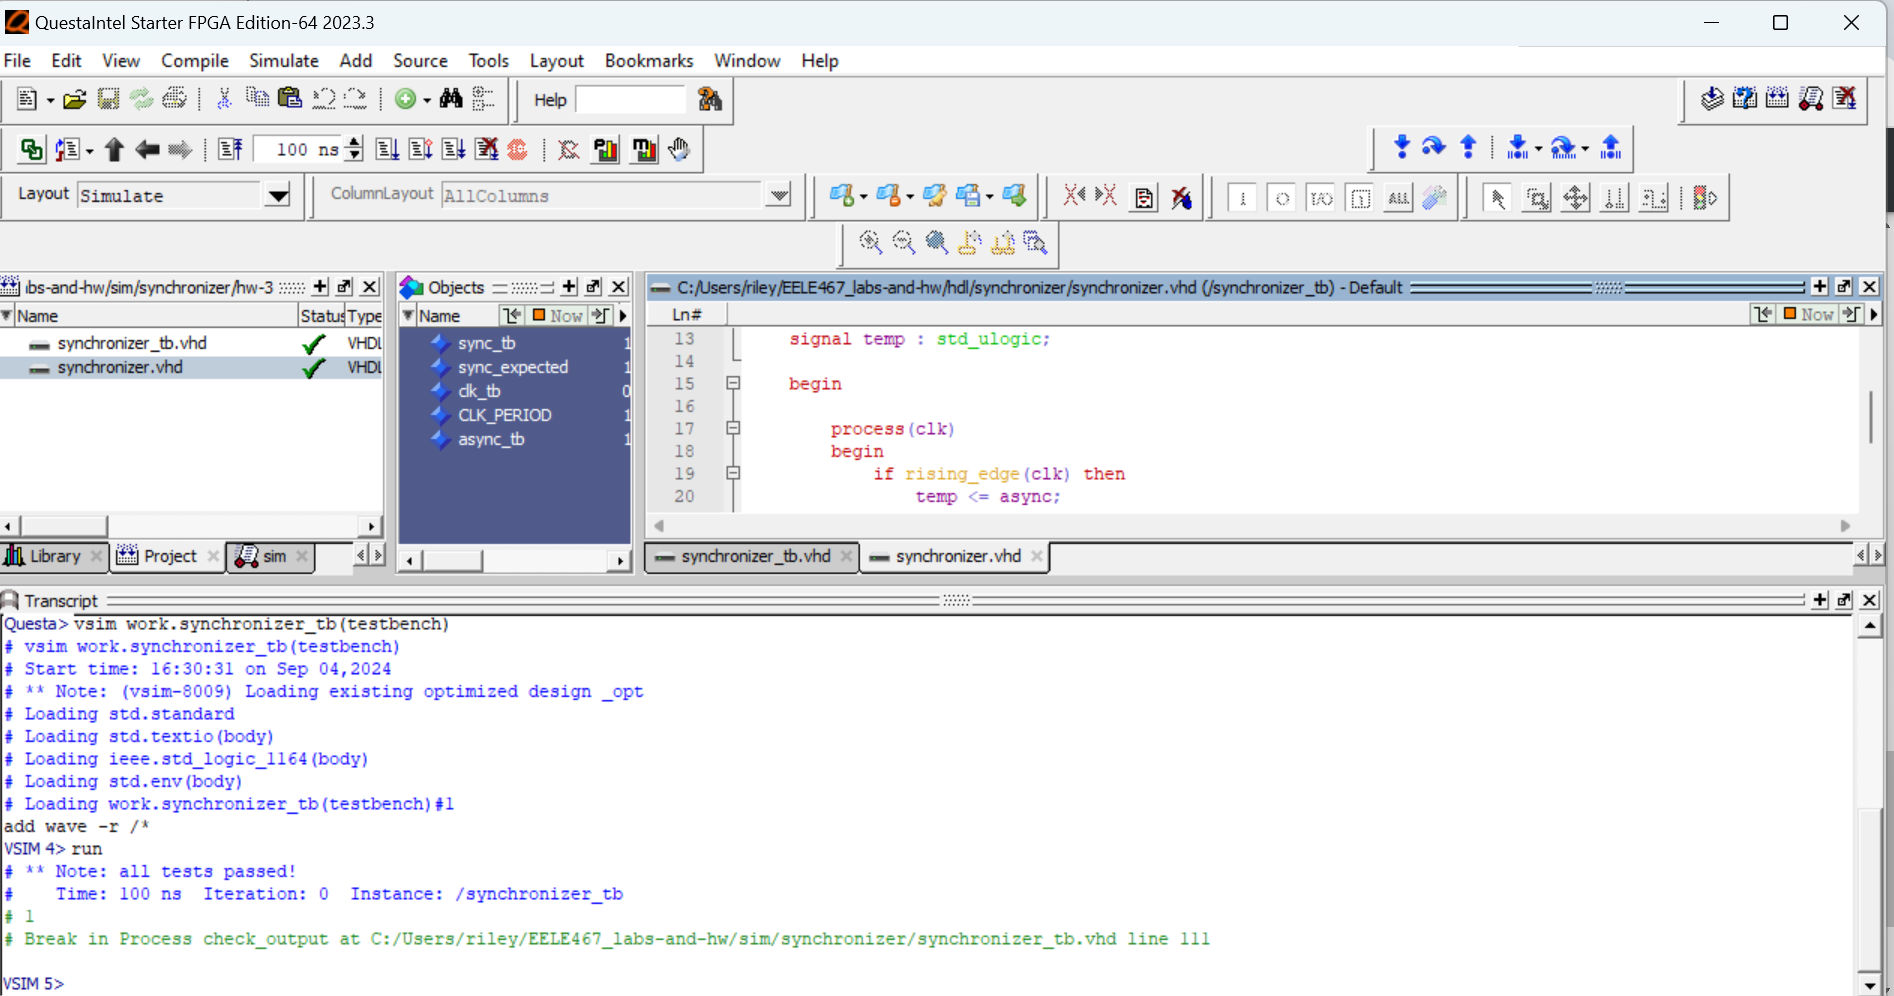 QuestaIntel Starter FPGA Edition-64 2023.3
File Edit View Compile Simulate Add Source Tools Layout Bookmarks Window Help
Help
100 ns
Layout Simulate ColumnLayout AllColumns
ALL
bs-and-hw/sim/synchronizer/hw-3
Name Status Type
synchronizer_tb.vhd VHDL
synchronizer.vhd VHDL
Library Project sim
Objects
Name Now
sync_tb 1
sync_expected 1
clk_tb 0
CLK_PERIOD 1
async_tb 1
C:/Users/riley/EELE467_labs-and-hw/hdl/synchronizer/synchronizer.vhd (/synchronizer_tb) - Default
Ln# Now
13 signal temp : std_ulogic;
14
15 begin
16
17 process(clk)
18 begin
19 if rising_edge(clk) then
20 temp <= async;
synchronizer_tb.vhd synchronizer.vhd
Transcript
Questa> vsim work.synchronizer_tb(testbench)
# vsim work.synchronizer_tb(testbench)
# Start time: 16:30:31 on Sep 04,2024
# ** Note: (vsim-8009) Loading existing optimized design _opt
# Loading std.standard
# Loading std.textio(body)
# Loading ieee.std_logic_1164(body)
# Loading std.env(body)
# Loading work.synchronizer_tb(testbench)#1
add wave -r /*
VSIM 4> run
# ** Note: all tests passed!
# Time: 100 ns Iteration: 0 Instance: /synchronizer_tb
# 1
# Break in Process check_output at C:/Users/riley/EELE467_labs-and-hw/sim/synchronizer/synchronizer_tb.vhd line 111
VSIM 5>